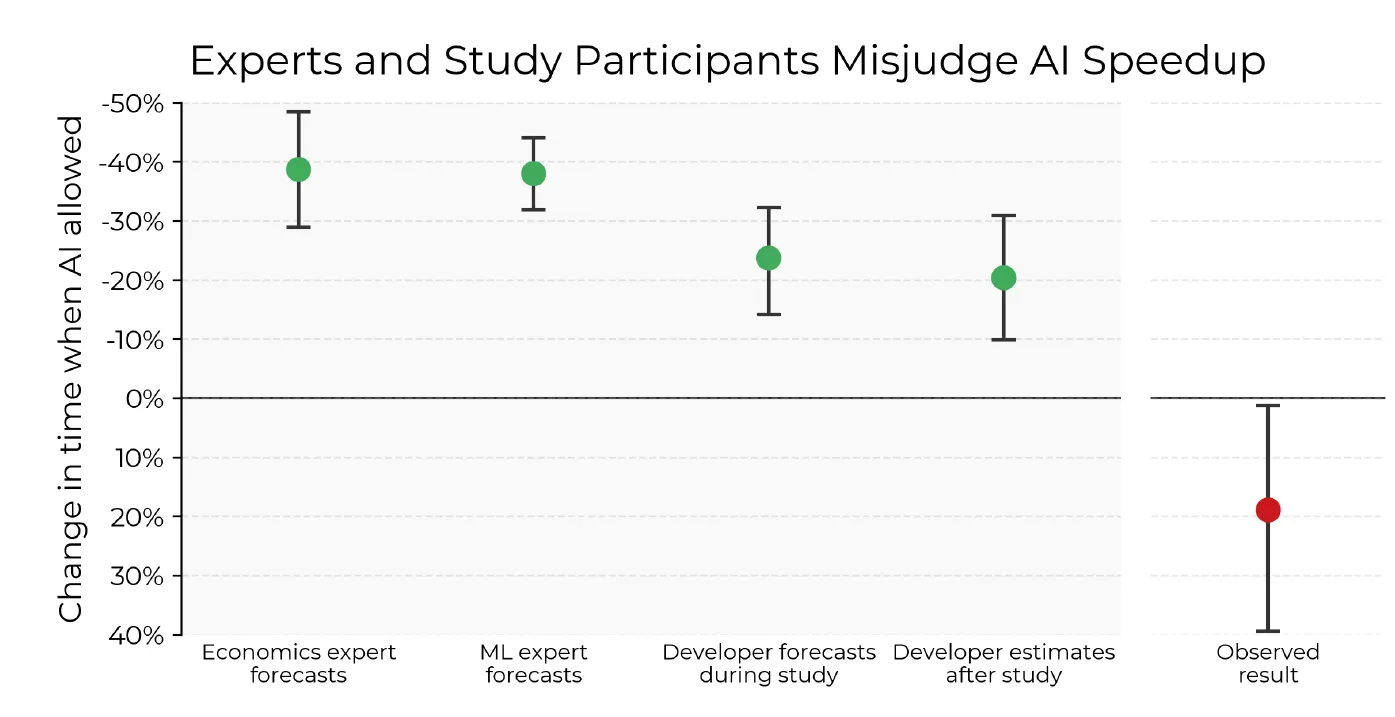 Experts and Study Participants Misjudge AI Speedup
Change in time when AI allowed
-50%
-40%
-30%
-20%
-10%
0%
10%
20%
30%
40%
Economics expert
forecasts
ML expert
forecasts
Developer forecasts
during study
Developer estimates
after study
Observed
result